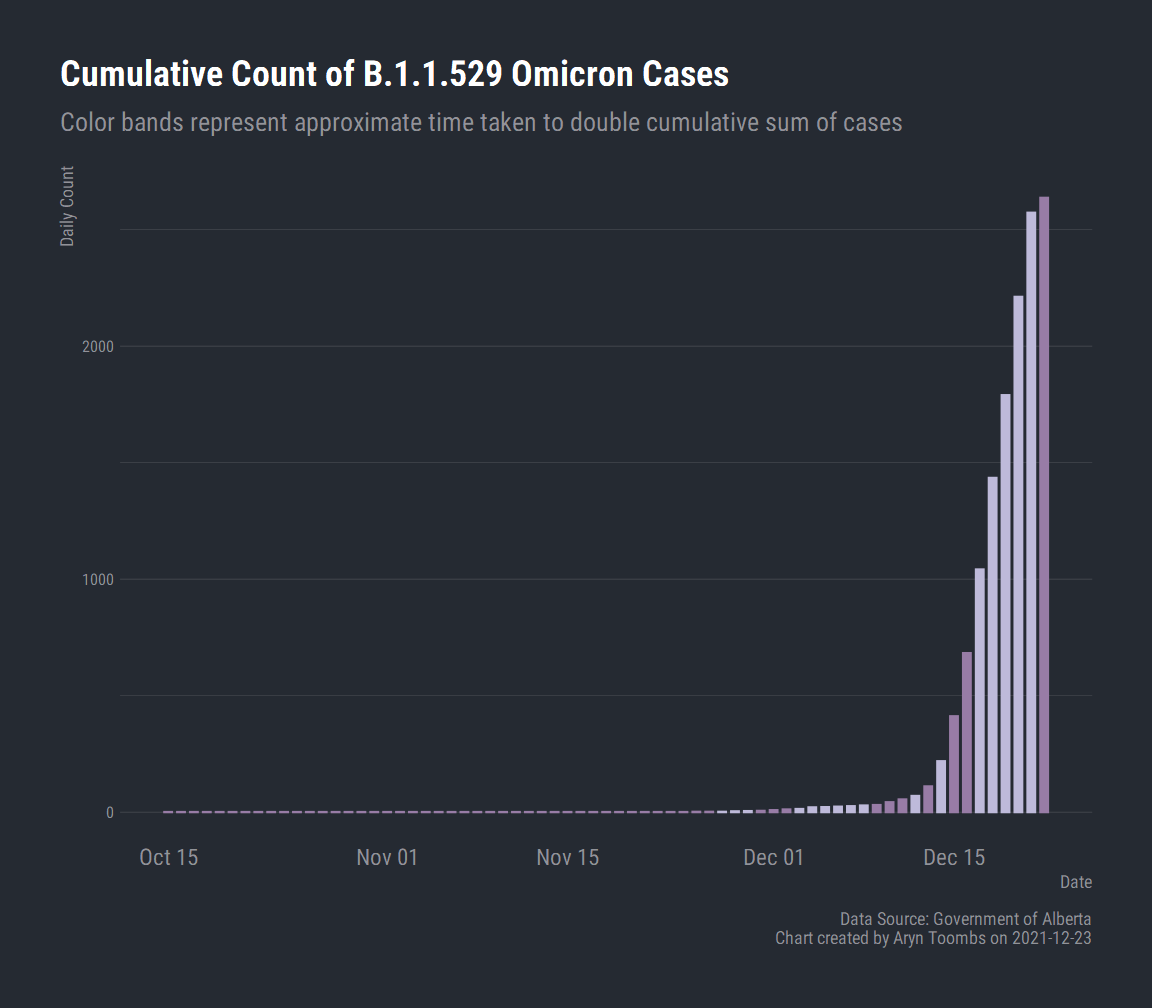 Cumulative Count of B.1.1.529 Omicron Cases
Color bands represent approximate time taken to double cumulative sum of cases
Daily Count
2000
1000
0
Oct 15
Nov 01
Nov 15
Dec 01
Dec 15
Date
Data Source: Government of Alberta
Chart created by Aryn Toombs on 2021-12-23